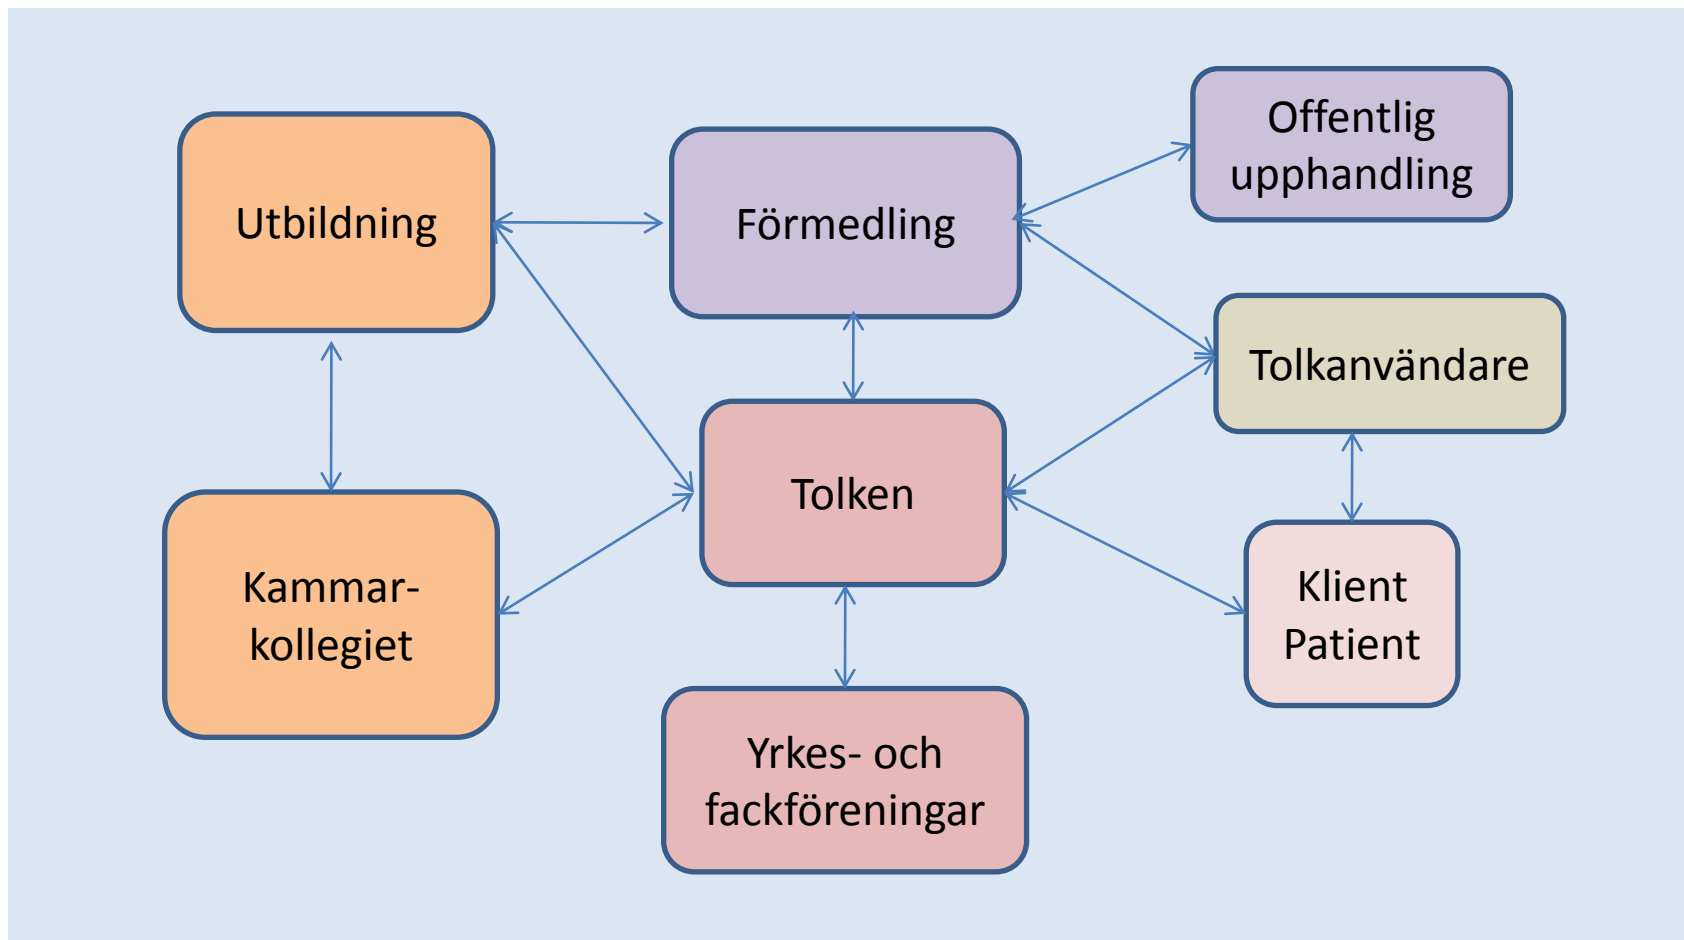 Offentlig
upphandling
Utbildning
Förmedling
Tolkanvändare
Tolken
Kammar-
kollegiet
Klient
Patient
Yrkes- och
fackföreningar